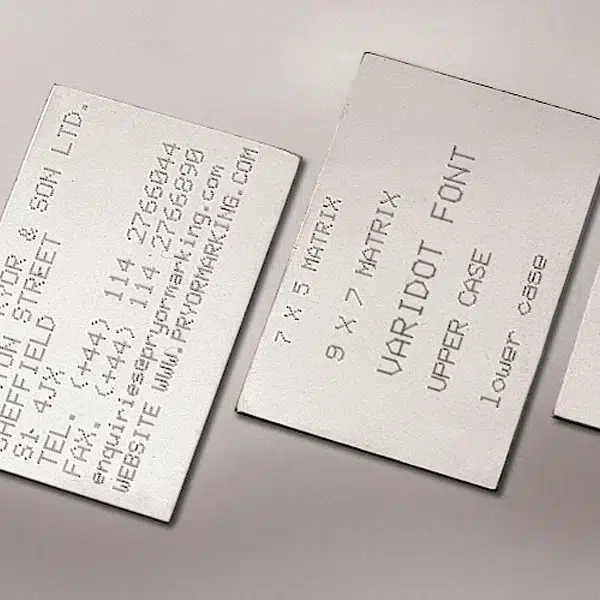 & SON LTD.
STREET
SHEFFIELD
S1 4JX
TEL. (+44) 114 2766044
FAX. (+44) 114 2766890
enquiries@pryormarking.com
WEBSITE WWW.PRYORMARKING.COM
7 X 5 MATRIX
9 X 7 MATRIX
VARIDOT FONT
UPPER CASE
lower case